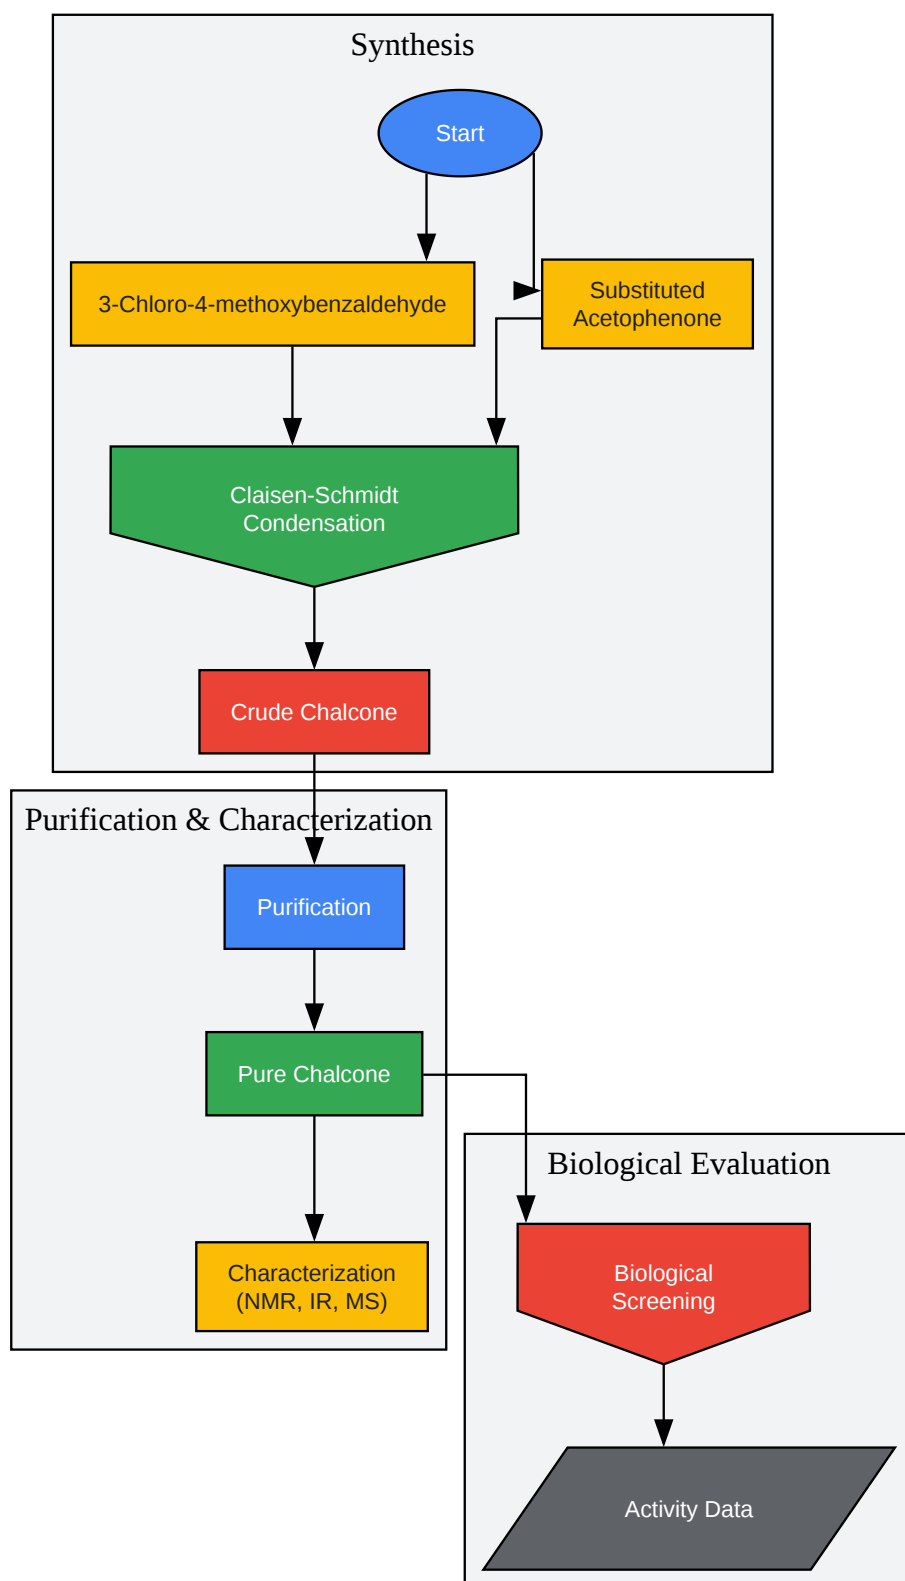 Synthesis
Start
3-Chloro-4-methoxybenzaldehyde
Substituted
Acetophenone
Claisen-Schmidt
Condensation
Crude Chalcone
Purification & Characterization
Purification
Pure Chalcone
Characterization
(NMR, IR, MS)
Biological Evaluation
Biological
Screening
Activity Data